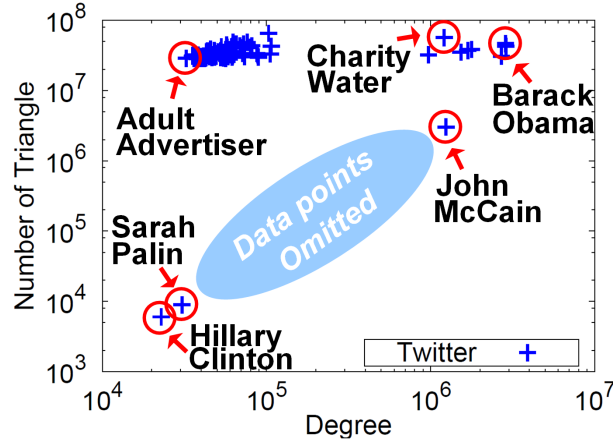 10^8
10^7
10^6
10^5
10^4
10^3
Number of Triangle
Adult
Advertiser
Charity
Water
Barack
Obama
John
McCain
Data points
Omitted
Sarah
Palin
Hillary
Clinton
Twitter
10^4
10^5
10^6
10^7
Degree